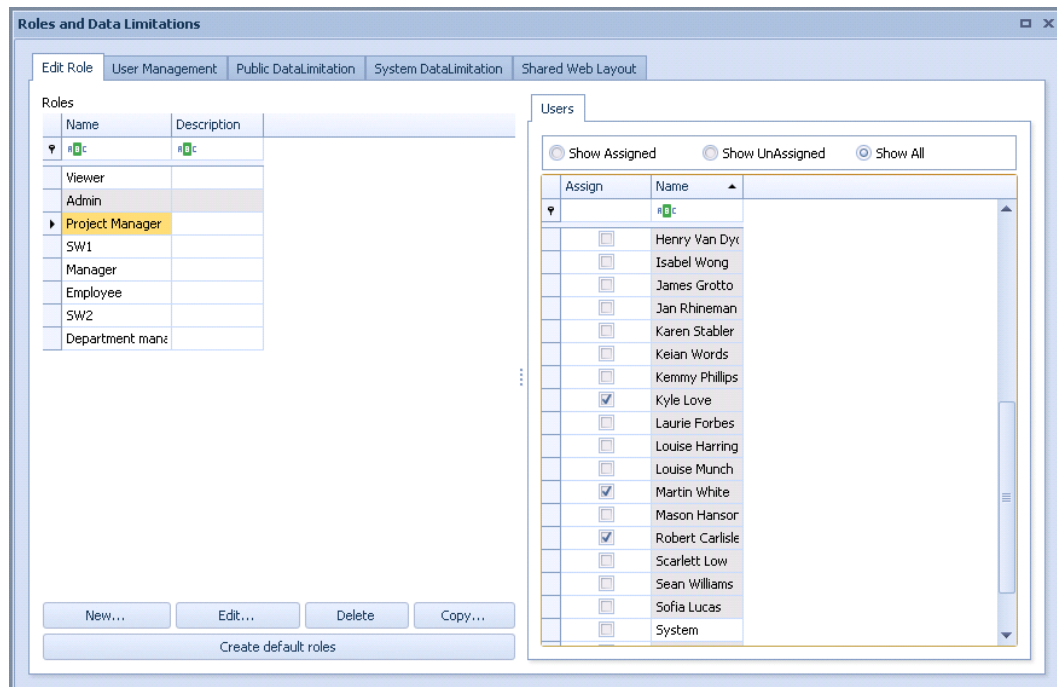 Roles and Data Limitations
Edit Role User Management Public DataLimitation System DataLimitation Shared Web Layout
Roles
Name Description
ABC ABC
Viewer
Admin
Project Manager
SW1
Manager
Employee
SW2
Department mana
New... Edit... Delete Copy...
Create default roles
Users
Show Assigned Show UnAssigned Show All
Assign Name
ABC
Henry Van Dyc
Isabel Wong
James Grotto
Jan Rhineman
Karen Stabler
Keian Words
Kemmy Phillips
Kyle Love
Laurie Forbes
Louise Harring
Louise Munch
Martin White
Mason Hansor
Robert Carlisle
Scarlett Low
Sean Williams
Sofia Lucas
System